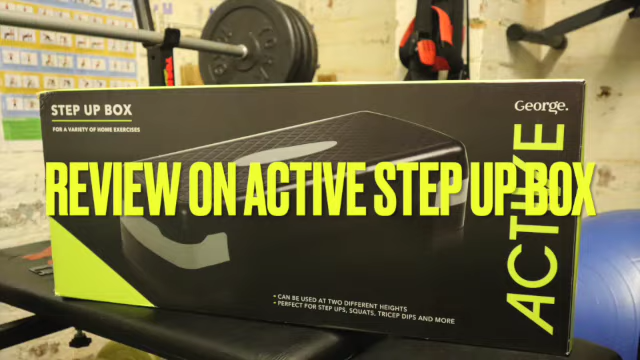 STEP UP BOX
FOR A VARIETY OF HOME EXERCISES
George.
ACTIVE
REVIEW ON ACTIVE STEP UP BOX
• CAN BE USED AT TWO DIFFERENT HEIGHTS
• PERFECT FOR STEP UPS, SQUATS, TRICEP DIPS AND MORE